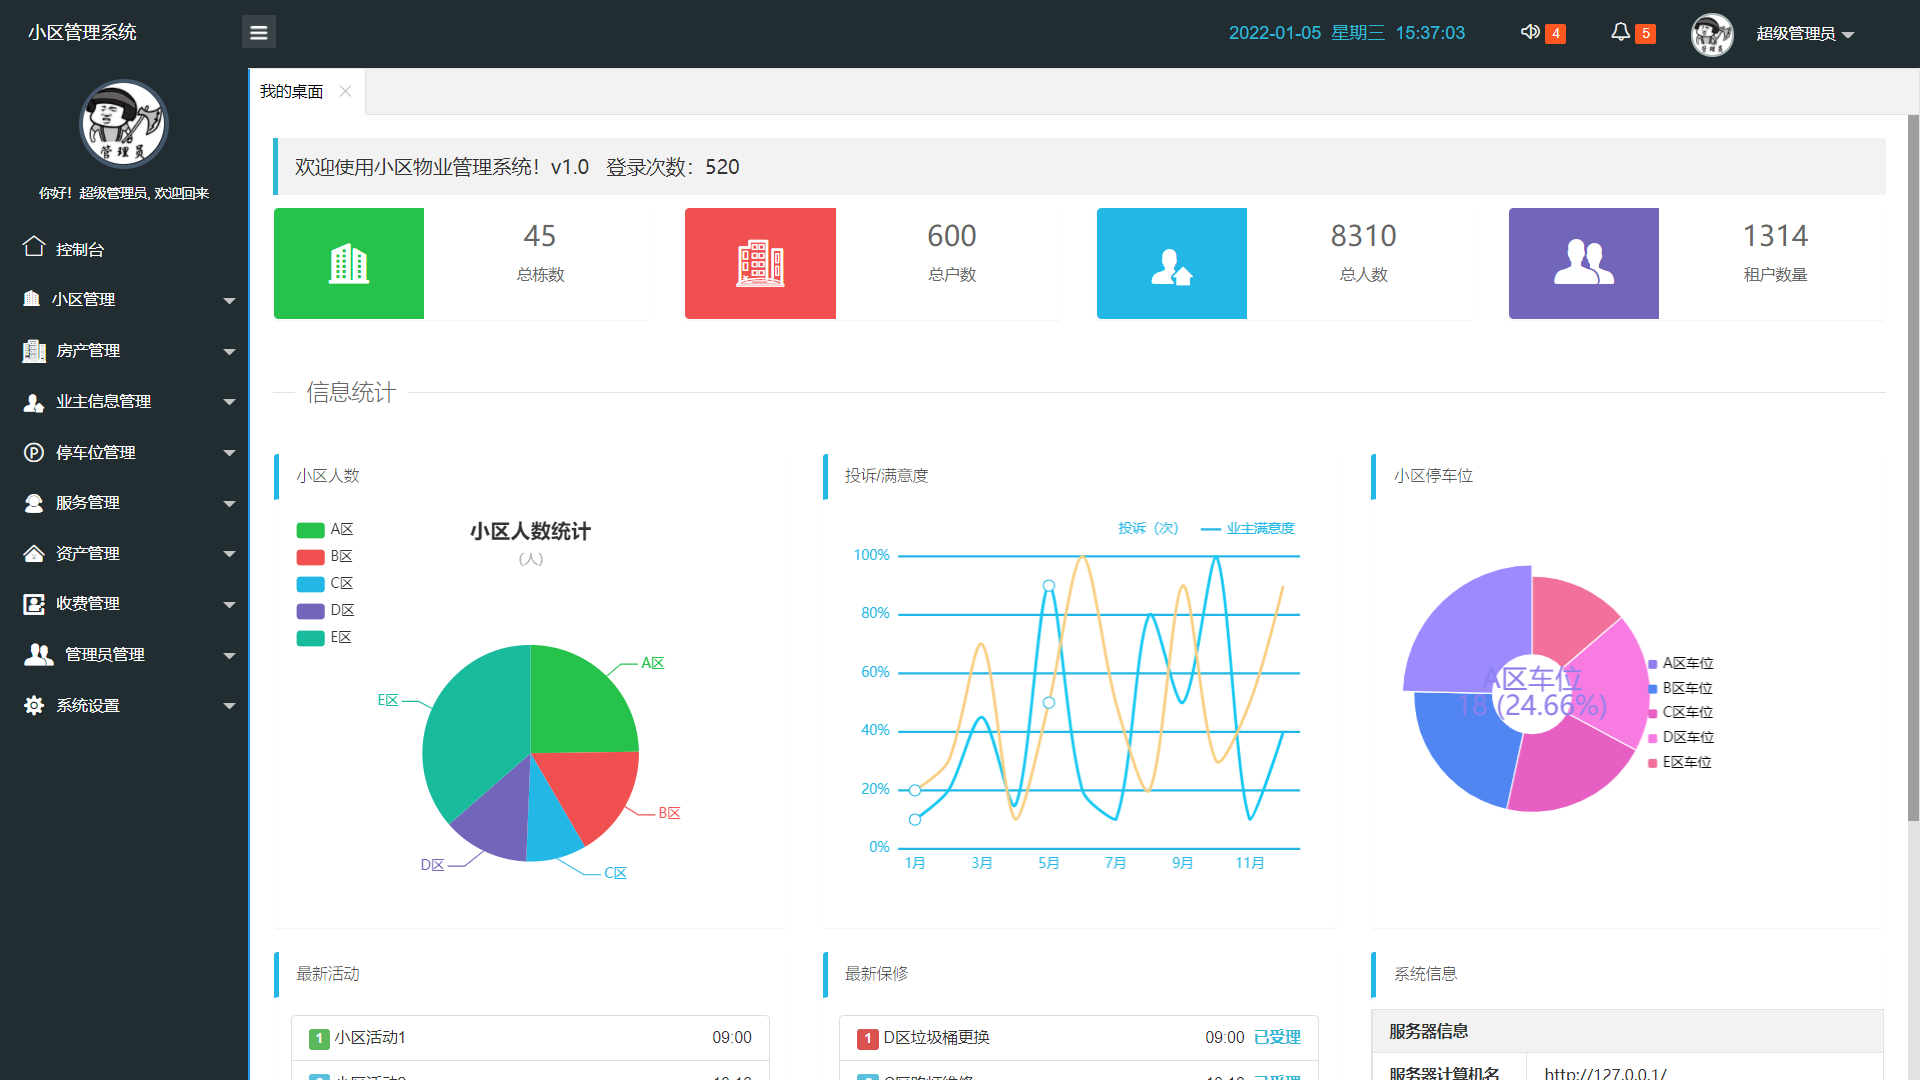 小区管理系统
2022-01-05 星期三 15:37:03
4
5
超级管理员
管理员
你好！超级管理员, 欢迎回来
控制台
小区管理
房产管理
业主信息管理
停车位管理
服务管理
资产管理
收费管理
管理员管理
系统设置
我的桌面
欢迎使用小区物业管理系统！v1.0 登录次数：520
45
总栋数
600
总户数
8310
总人数
1314
租户数量
信息统计
小区人数
A区
B区
C区
D区
E区
小区人数统计
(人)
A区
B区
C区
D区
E区
投诉/满意度
投诉（次） 业主满意度
100%
80%
60%
40%
20%
0%
1月 3月 5月 7月 9月 11月
小区停车位
A区车位
18 (24.66%)
A区车位
B区车位
C区车位
D区车位
E区车位
最新活动
1 小区活动1 09:00
最新保修
1 D区垃圾桶更换 09:00 已受理
系统信息
服务器信息
服务器计算机名 http://127.0.0.1/